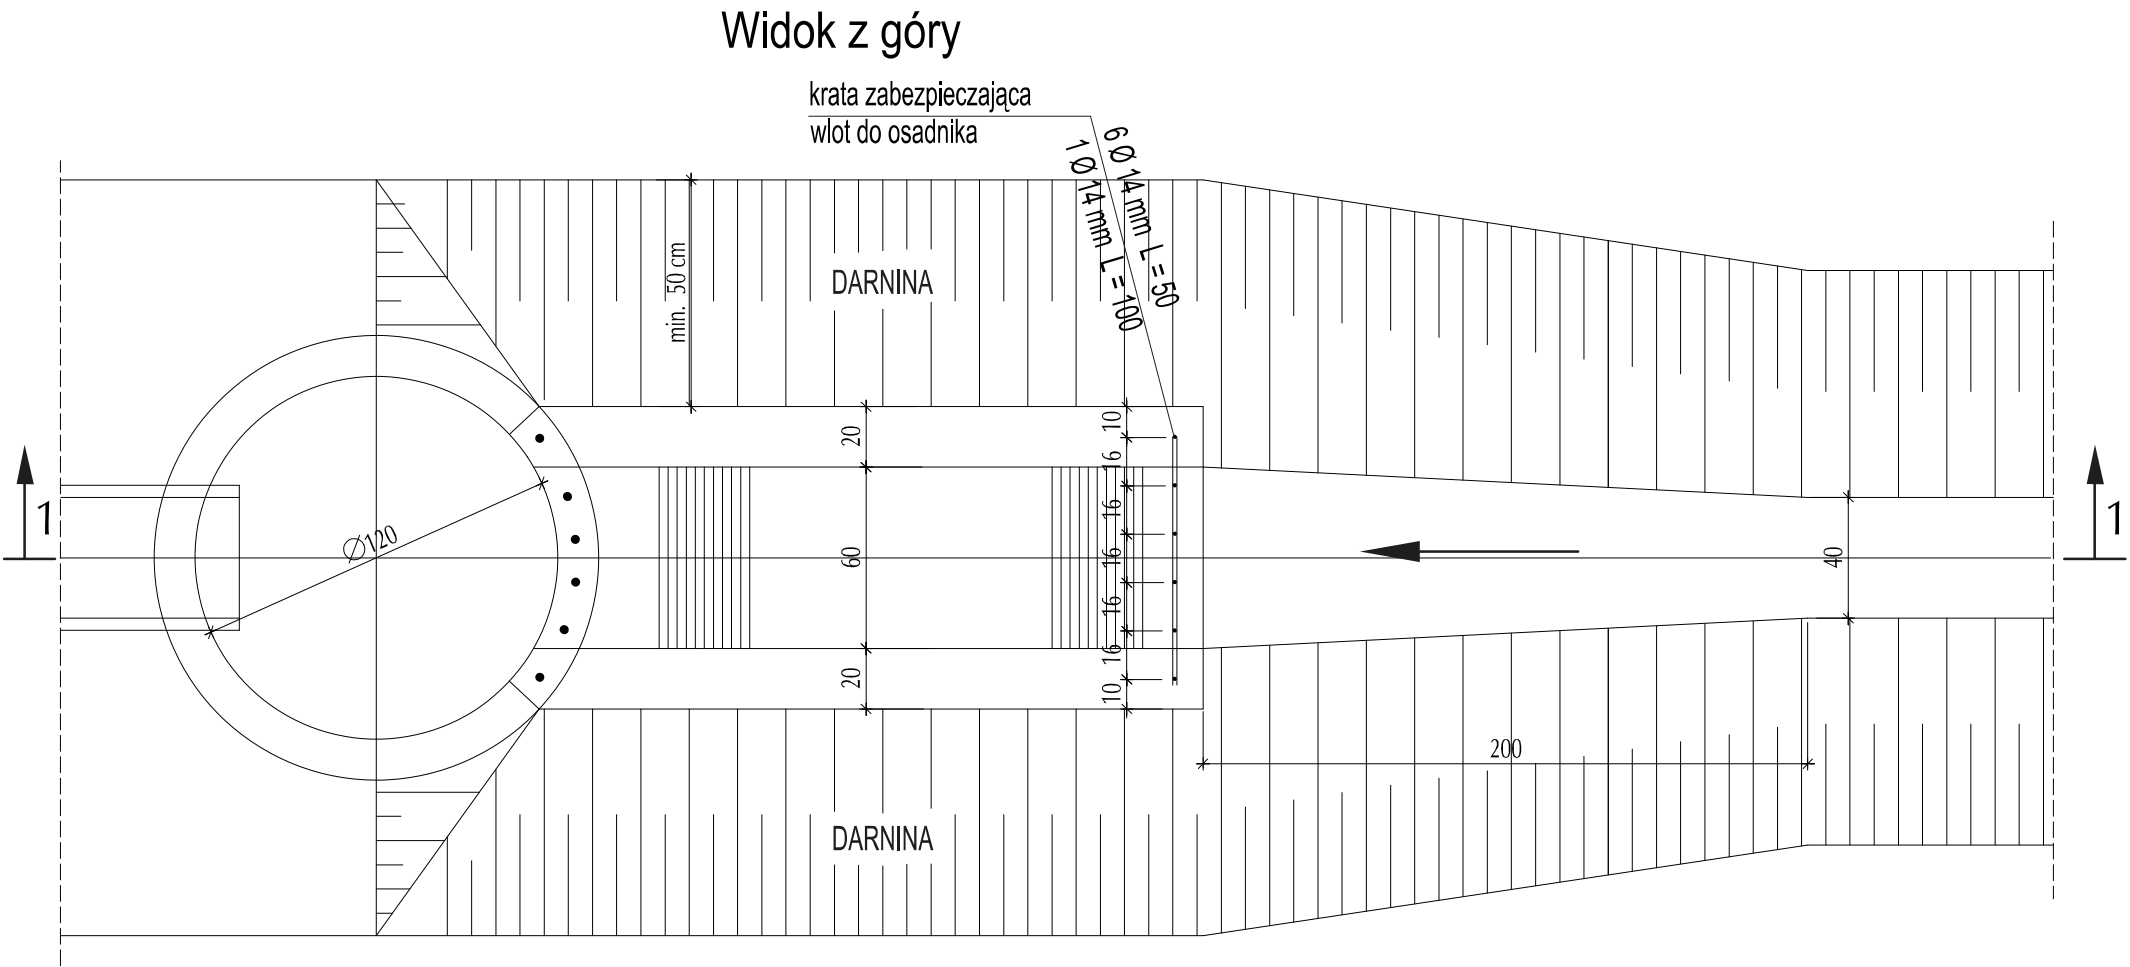 Widok z góry
krata zabezpieczająca
wlot do osadnika
6 Ø 14 mm L = 50
1 Ø 14 mm L = 100
min. 50 cm
DARNINA
10
20
16
16
1
Ø120
1
60
16
40
16
16
20
10
200
DARNINA